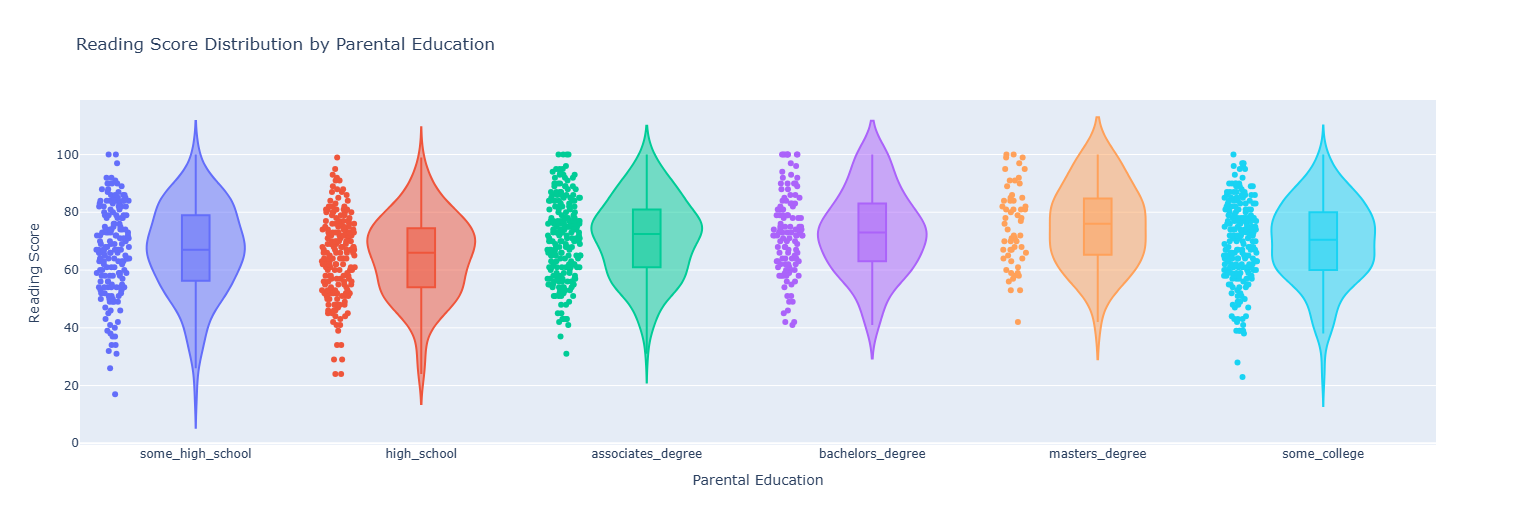 Reading Score Distribution by Parental Education
100
80
60
40
20
0
Reading Score
some_high_school high_school associates_degree bachelors_degree masters_degree some_college
Parental Education